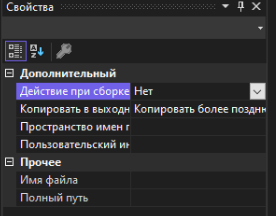 Свойства
Дополнительный
Действие при сборке Нет
Копировать в выходн Копировать более поздню
Пространство имен п
Пользовательский ин
Прочее
Имя файла
Полный путь